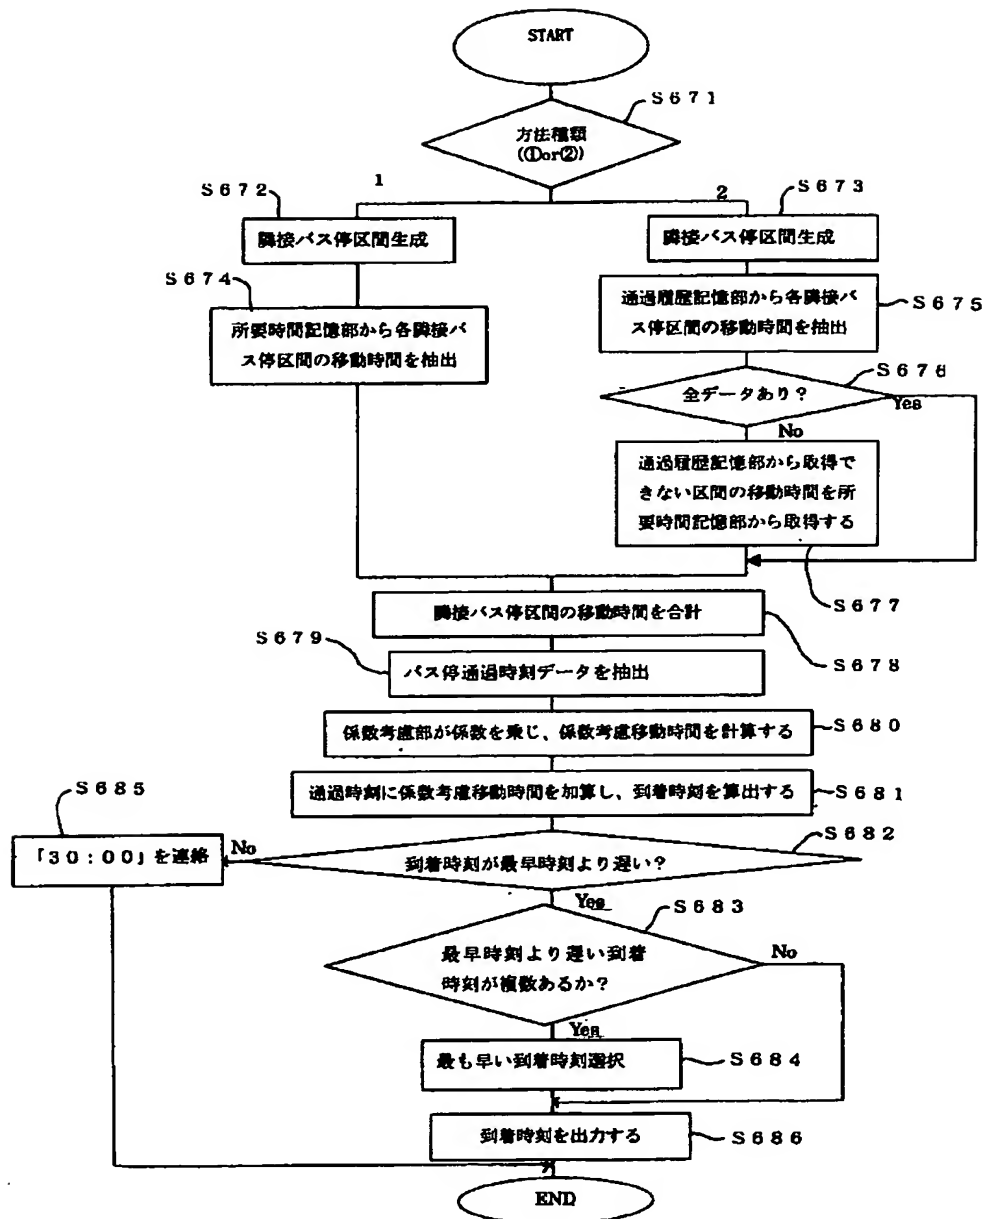 START
S671
方法種類
(①or②)
1
2
S672
S673
隣接バス停区間生成
隣接バス停区間生成
S674
S675
所要時間記憶部から各隣接バ
ス停区間の移動時間を抽出
通過履歴記憶部から各隣接バ
ス停区間の移動時間を抽出
S676
全データあり？
Yes
No
通過履歴記憶部から取得で
きない区間の移動時間を所
要時間記憶部から取得する
S677
隣接バス停区間の移動時間を合計
S678
S679
バス停通過時刻データを抽出
係数考慮部が係数を乗じ、係数考慮移動時間を計算する
S680
通過時刻に係数考慮移動時間を加算し、到着時刻を算出する
S681
S685
S682
「30：00」を連絡
No
到着時刻が最早時刻より遅い？
Yes
S683
最早時刻より遅い到着
時刻が複数あるか？
No
Yes
最も早い到着時刻選択
S684
到着時刻を出力する
S686
END